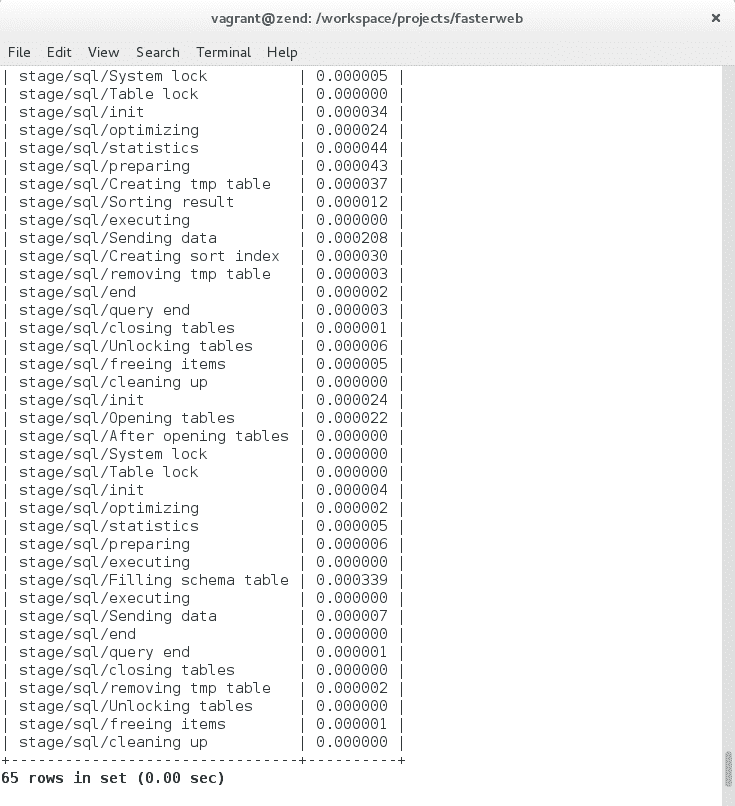 vagrant@zend: /workspace/projects/fasterweb
×
File Edit View Search Terminal Help
| stage/sql/System lock          | 0.000005 |
| stage/sql/Table lock           | 0.000000 |
| stage/sql/init                 | 0.000034 |
| stage/sql/optimizing           | 0.000024 |
| stage/sql/statistics           | 0.000044 |
| stage/sql/preparing            | 0.000043 |
| stage/sql/Creating tmp table   | 0.000037 |
| stage/sql/Sorting result       | 0.000012 |
| stage/sql/executing            | 0.000000 |
| stage/sql/Sending data         | 0.000208 |
| stage/sql/Creating sort index  | 0.000030 |
| stage/sql/removing tmp table   | 0.000003 |
| stage/sql/end                  | 0.000002 |
| stage/sql/query end            | 0.000003 |
| stage/sql/closing tables       | 0.000001 |
| stage/sql/Unlocking tables     | 0.000006 |
| stage/sql/freeing items        | 0.000005 |
| stage/sql/cleaning up          | 0.000000 |
| stage/sql/init                 | 0.000024 |
| stage/sql/Opening tables       | 0.000022 |
| stage/sql/After opening tables | 0.000000 |
| stage/sql/System lock          | 0.000000 |
| stage/sql/Table lock           | 0.000000 |
| stage/sql/init                 | 0.000004 |
| stage/sql/optimizing           | 0.000002 |
| stage/sql/statistics           | 0.000005 |
| stage/sql/preparing            | 0.000006 |
| stage/sql/executing            | 0.000000 |
| stage/sql/Filling schema table | 0.000339 |
| stage/sql/executing            | 0.000000 |
| stage/sql/Sending data         | 0.000007 |
| stage/sql/end                  | 0.000000 |
| stage/sql/query end            | 0.000001 |
| stage/sql/closing tables       | 0.000000 |
| stage/sql/removing tmp table   | 0.000002 |
| stage/sql/Unlocking tables     | 0.000000 |
| stage/sql/freeing items        | 0.000001 |
| stage/sql/cleaning up          | 0.000000 |
+--------------------------------+----------+
65 rows in set (0.00 sec)